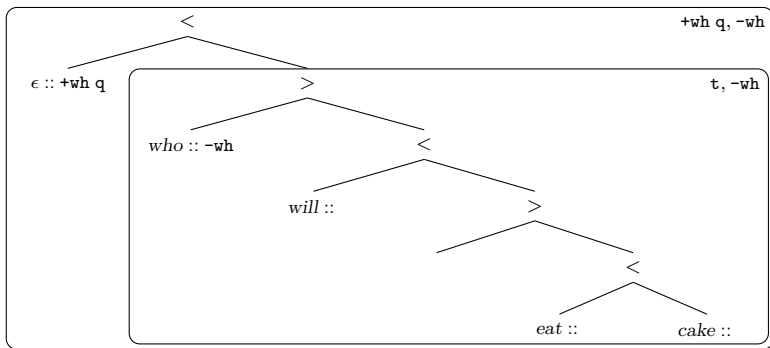 < +wh q, -wh
ϵ :: +wh q > t, -wh
who :: -wh <
will :: >
<
eat :: cake ::